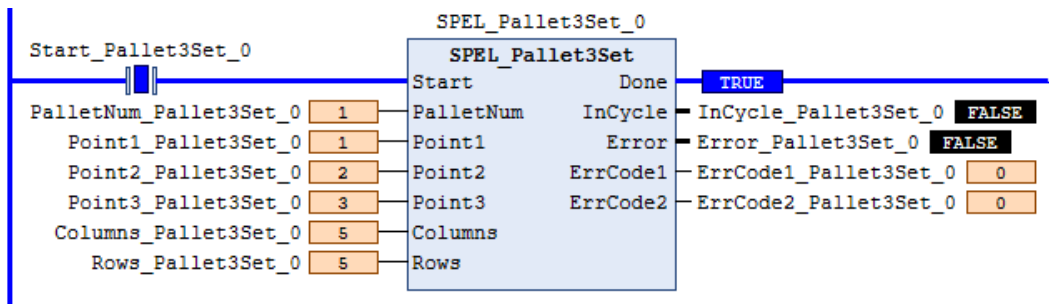 SPEL_Pallet3Set_0
Start_Pallet3Set_0
SPEL_Pallet3Set
Start Done TRUE
PalletNum_Pallet3Set_0 1 PalletNum InCycle InCycle_Pallet3Set_0 FALSE
Point1_Pallet3Set_0 1 Point1 Error Error_Pallet3Set_0 FALSE
Point2_Pallet3Set_0 2 Point2 ErrCode1 ErrCode1_Pallet3Set_0 0
Point3_Pallet3Set_0 3 Point3 ErrCode2 ErrCode2_Pallet3Set_0 0
Columns_Pallet3Set_0 5 Columns
Rows_Pallet3Set_0 5 Rows